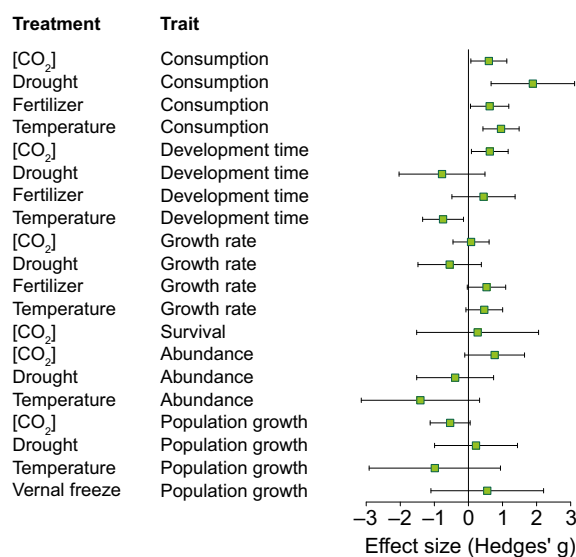 Treatment Trait
[CO₂] Consumption
Drought Consumption
Fertilizer Consumption
Temperature Consumption
[CO₂] Development time
Drought Development time
Fertilizer Development time
Temperature Development time
[CO₂] Growth rate
Drought Growth rate
Fertilizer Growth rate
Temperature Growth rate
[CO₂] Survival
[CO₂] Abundance
Drought Abundance
Temperature Abundance
[CO₂] Population growth
Drought Population growth
Temperature Population growth
Vernal freeze Population growth
–3 –2 –1 0 1 2 3
Effect size (Hedges' g)